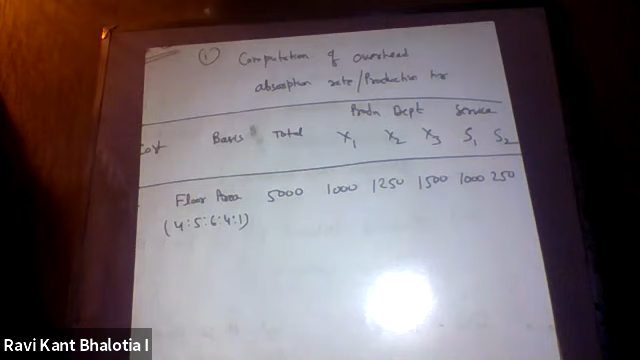 ① Computation of overhead
absorption rate/Production hr
Prodn Dept Service
Cost Basis Total X1 X2 X3 S1 S2
Floor Area 5000 1000 1250 1500 1000 250
(4:5:6:4:1)
Ravi Kant Bhalotia I